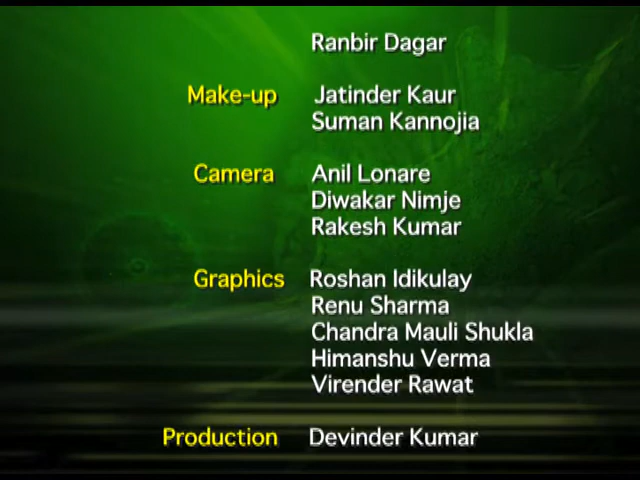 Ranbir Dagar
Make-up Jatinder Kaur
Suman Kannojia
Camera Anil Lonare
Diwakar Nimje
Rakesh Kumar
Graphics Roshan Idikulay
Renu Sharma
Chandra Mauli Shukla
Himanshu Verma
Virender Rawat
Production Devinder Kumar